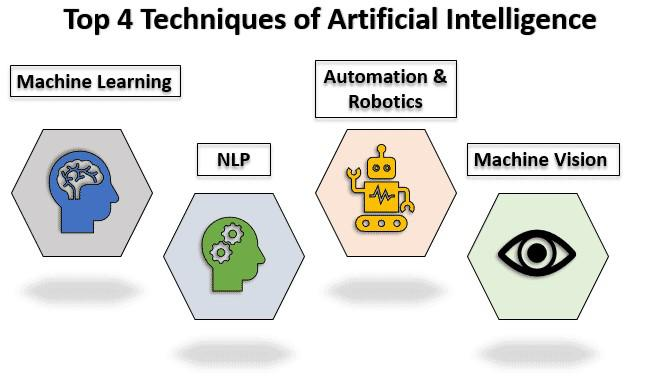 Top 4 Techniques of Artificial Intelligence
Machine Learning
NLP
Automation &
Robotics
Machine Vision